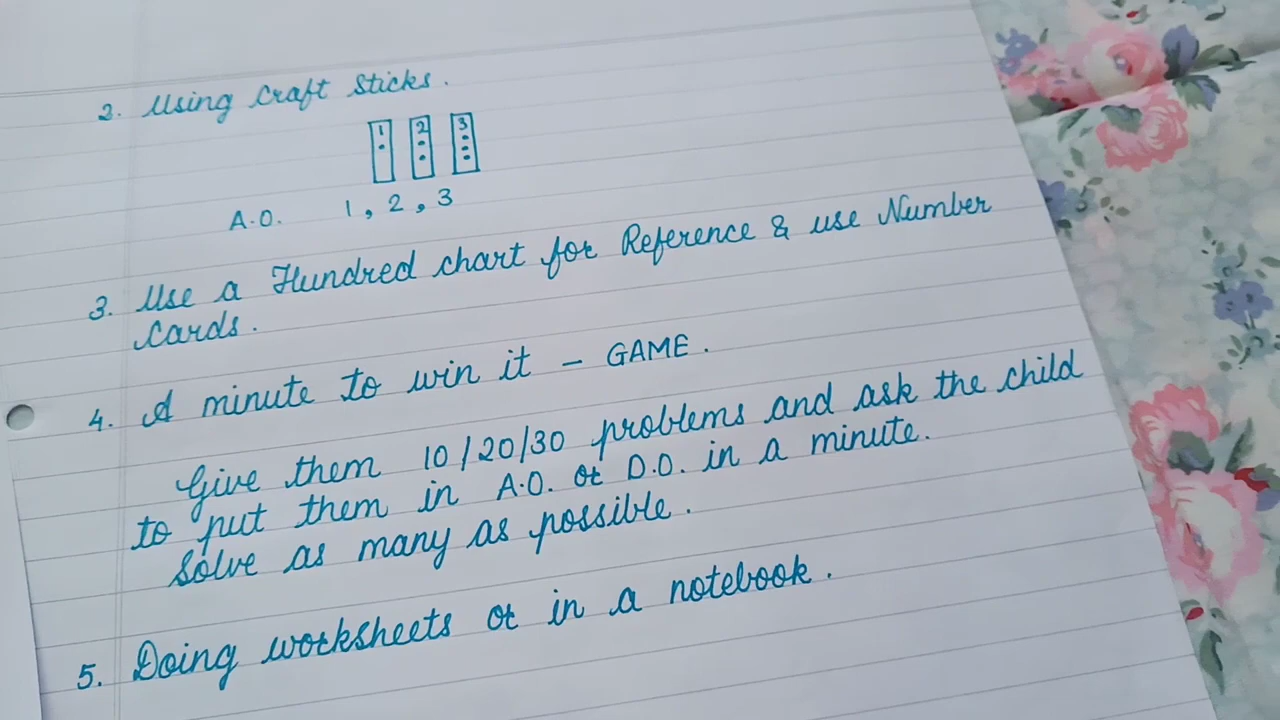 2. Using Craft Sticks.
1 2 3
A.O. 1, 2, 3
3. Use a Hundred chart for Reference & use Number
Cards.
4. A minute to win it - GAME.
Give them 10/20/30 problems and ask the child
to put them in A.O. or D.O. in a minute.
Solve as many as possible.
5. Doing worksheets or in a notebook.